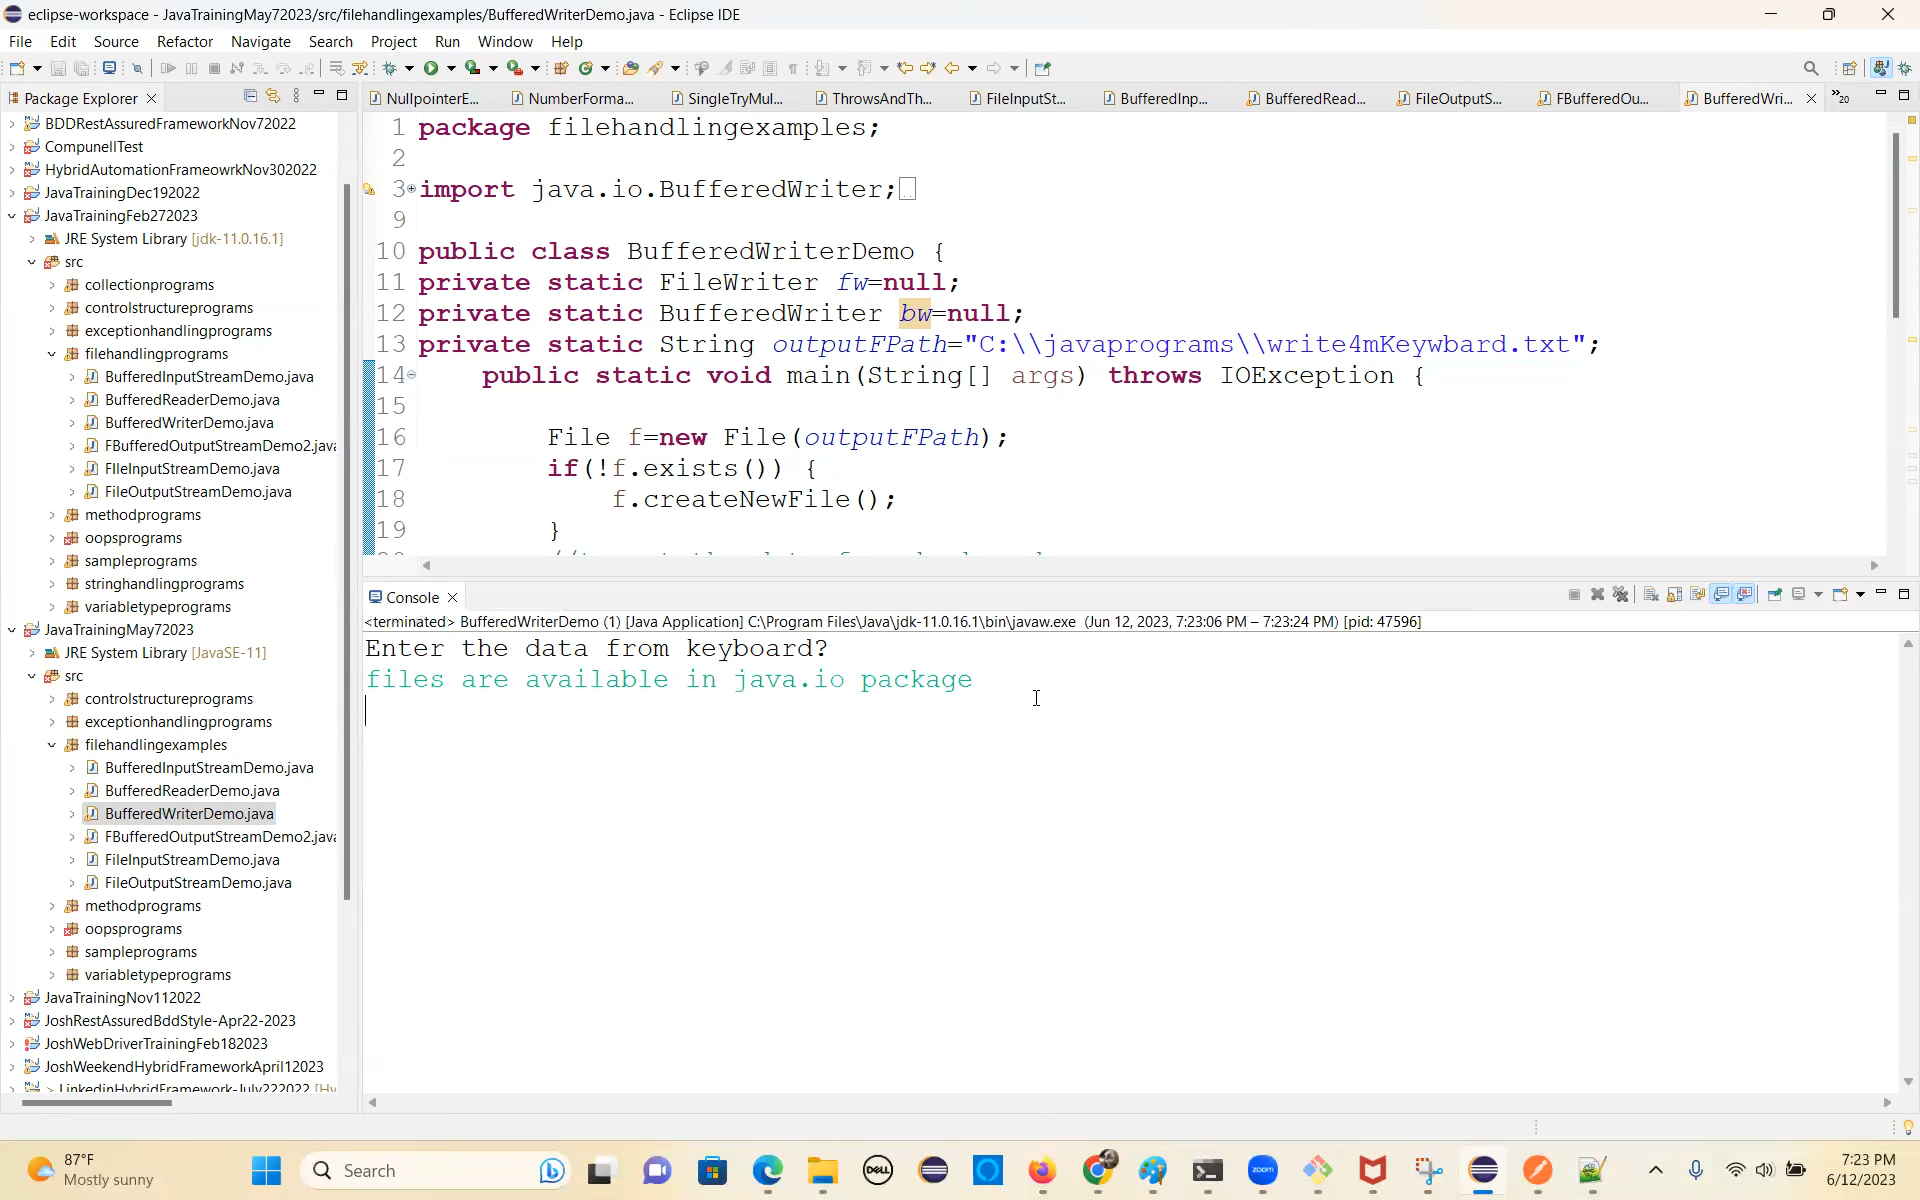 eclipse-workspace - JavaTrainingMay72023/src/filehandlingexamples/BufferedWriterDemo.java - Eclipse IDE
File Edit Source Refactor Navigate Search Project Run Window Help
Package Explorer
BDDRestAssuredFrameworkNov72022
CompunellTest
HybridAutomationFrameowrkNov302022
JavaTrainingDec192022
JavaTrainingFeb272023
JRE System Library [jdk-11.0.16.1]
src
collectionprograms
controlstructureprograms
exceptionhandlingprograms
filehandlingprograms
BufferedInputStreamDemo.java
BufferedReaderDemo.java
BufferedWriterDemo.java
FBufferedOutputStreamDemo2.java
FIleInputStreamDemo.java
FileOutputStreamDemo.java
methodprograms
oopsprograms
sampleprograms
stringhandlingprograms
variabletypeprograms
JavaTrainingMay72023
JRE System Library [JavaSE-11]
src
controlstructureprograms
exceptionhandlingprograms
filehandlingexamples
BufferedInputStreamDemo.java
BufferedReaderDemo.java
BufferedWriterDemo.java
FBufferedOutputStreamDemo2.java
FileInputStreamDemo.java
FileOutputStreamDemo.java
methodprograms
oopsprograms
sampleprograms
variabletypeprograms
JavaTrainingNov112022
JoshRestAssuredBddStyle-Apr22-2023
JoshWebDriverTrainingFeb182023
JoshWeekendHybridFrameworkApril12023
> LinkedinHybridFramework-July222022 [Hy
NullpointerE... NumberForma... SingleTryMul... ThrowsAndTh... FileInputSt... BufferedInp... BufferedRead... FileOutputS... FBufferedOu... BufferedWri... 20
1 package filehandlingexamples;
2
3 import java.io.BufferedWriter;
9
10 public class BufferedWriterDemo {
11 private static FileWriter fw=null;
12 private static BufferedWriter bw=null;
13 private static String outputFPath="C:\\javaprograms\\write4mKeywbard.txt";
14 public static void main(String[] args) throws IOException {
15
16 File f=new File(outputFPath);
17 if(!f.exists()) {
18 f.createNewFile();
19 }
Console
<terminated> BufferedWriterDemo (1) [Java Application] C:\Program Files\Java\jdk-11.0.16.1\bin\javaw.exe (Jun 12, 2023, 7:23:06 PM – 7:23:24 PM) [pid: 47596]
Enter the data from keyboard?
files are available in java.io package
87°F
Mostly sunny
Search
DELL
zoom
7:23 PM
6/12/2023